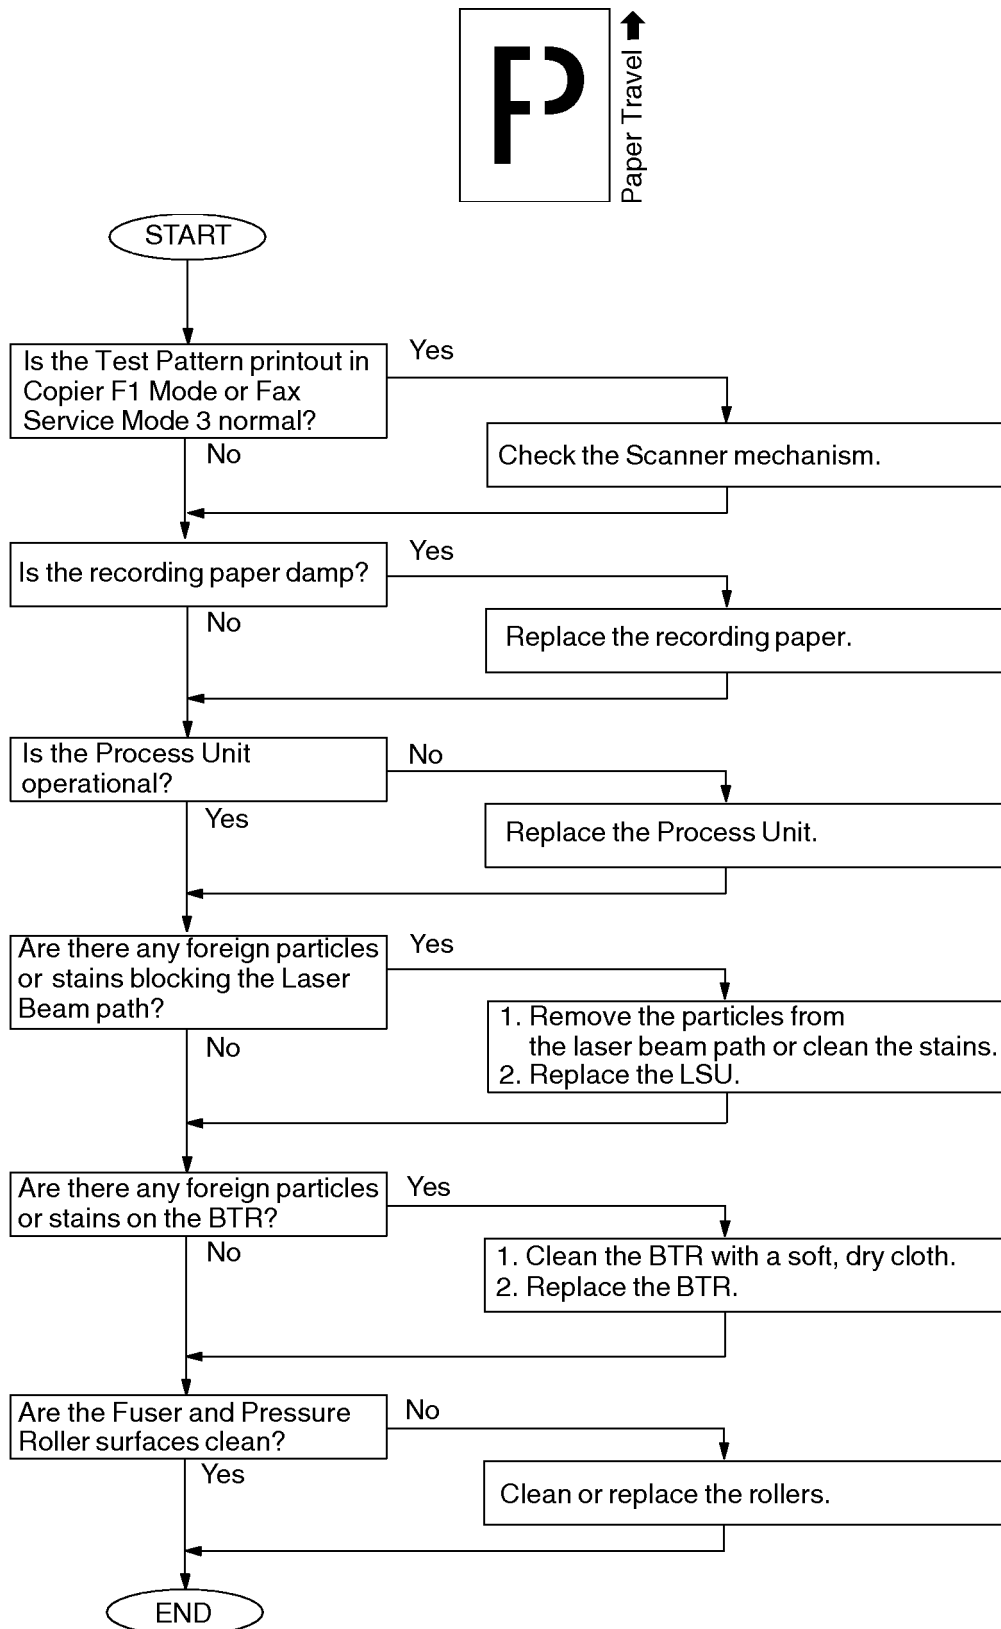 P
Paper Travel
START
Is the Test Pattern printout in
Copier F1 Mode or Fax
Service Mode 3 normal?
Yes
No
Check the Scanner mechanism.
Is the recording paper damp?
Yes
No
Replace the recording paper.
Is the Process Unit
operational?
No
Yes
Replace the Process Unit.
Are there any foreign particles
or stains blocking the Laser
Beam path?
Yes
No
1. Remove the particles from
the laser beam path or clean the stains.
2. Replace the LSU.
Are there any foreign particles
or stains on the BTR?
Yes
No
1. Clean the BTR with a soft, dry cloth.
2. Replace the BTR.
Are the Fuser and Pressure
Roller surfaces clean?
No
Yes
Clean or replace the rollers.
END